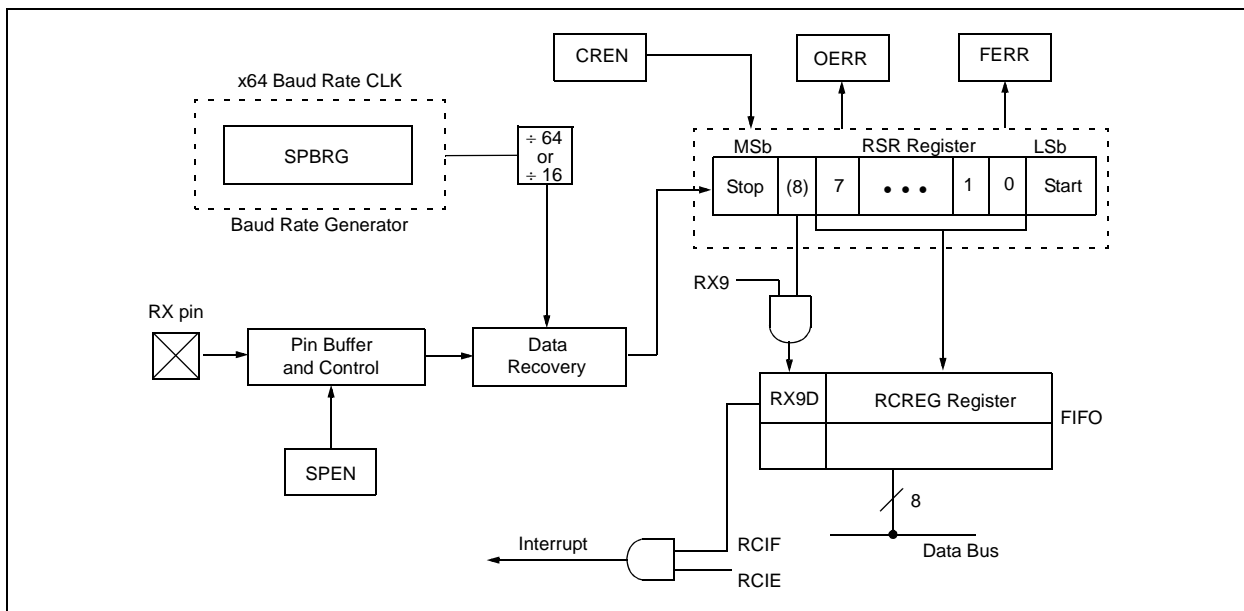 CREN
OERR
FERR
x64 Baud Rate CLK
SPBRG
÷ 64
or
÷ 16
Baud Rate Generator
MSb
RSR Register
LSb
Stop
(8)
7
• • •
1
0
Start
RX9
RX pin
Pin Buffer
and Control
Data
Recovery
SPEN
RX9D
RCREG Register
FIFO
8
Data Bus
Interrupt
RCIF
RCIE